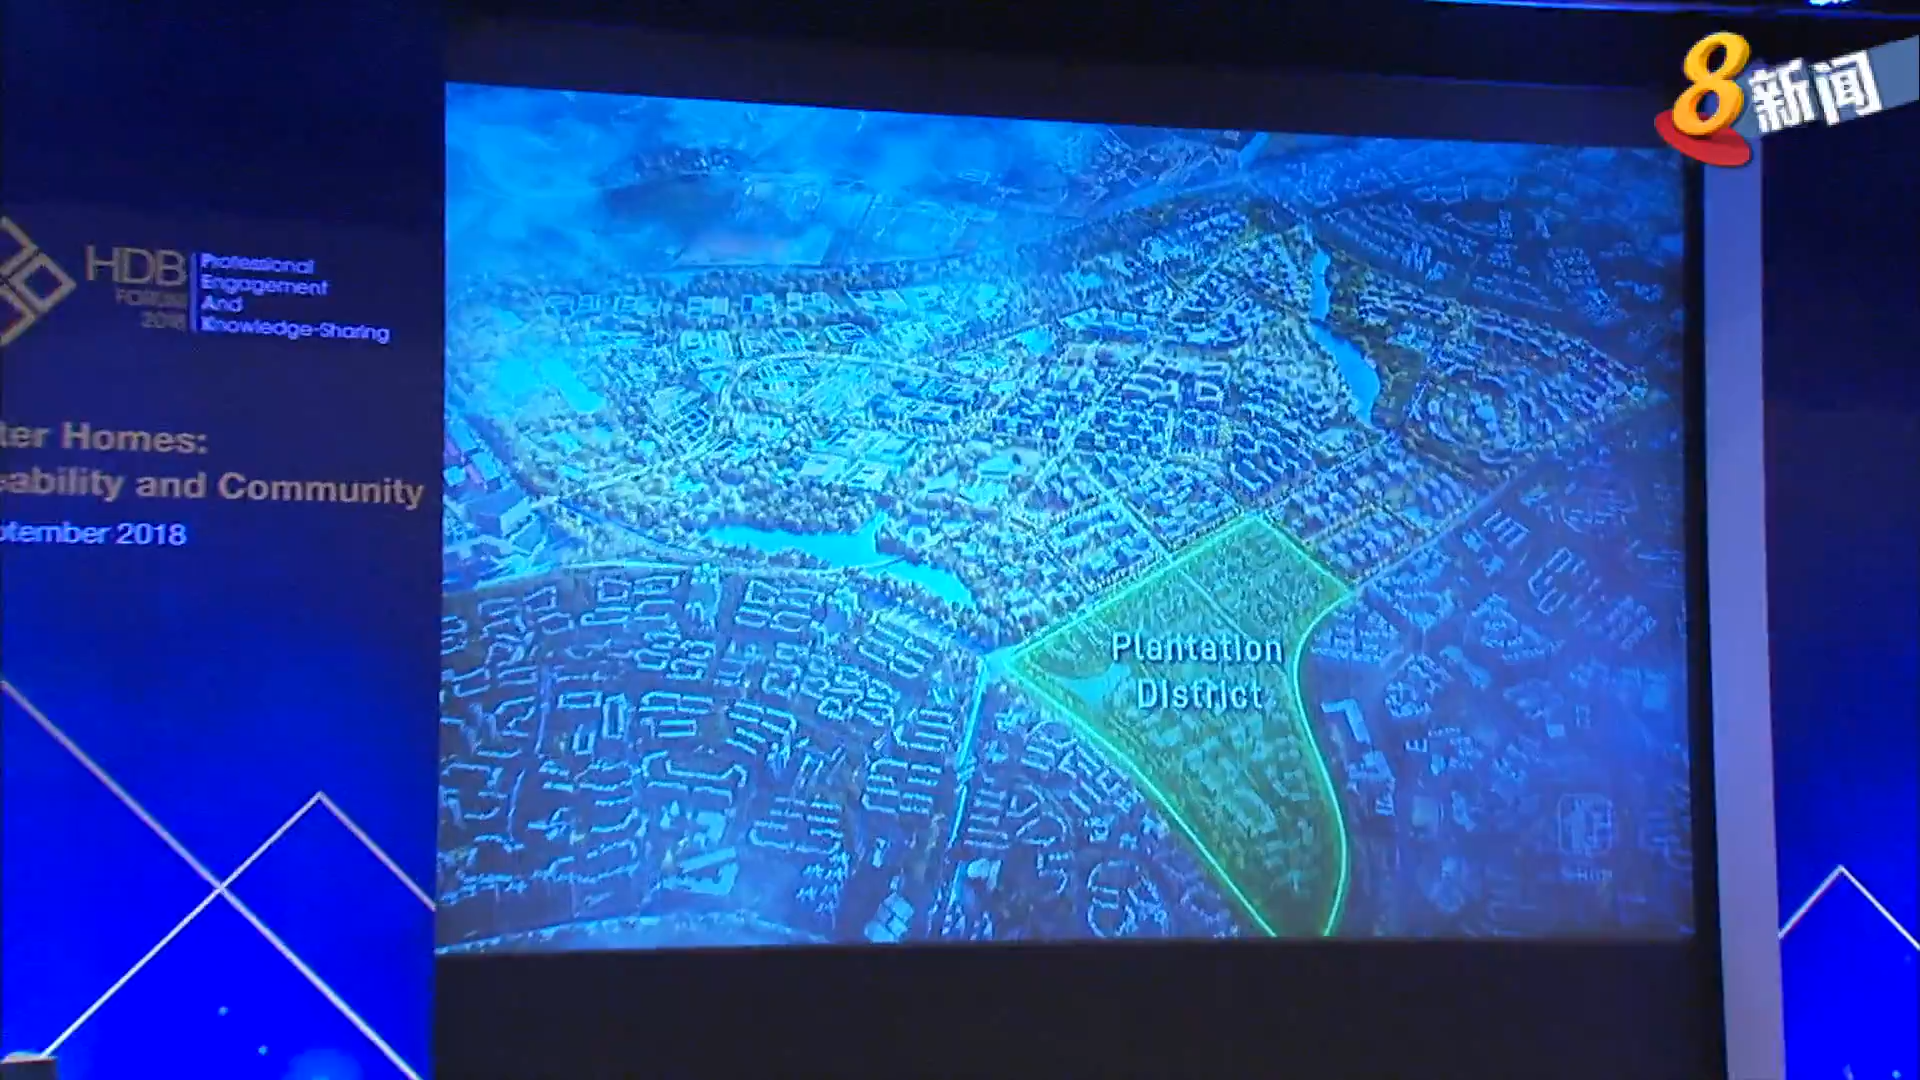 8新闻
HDB
FORUM
2018
Professional
Engagement
And
Knowledge-Sharing
ter Homes:
ability and Community
ptember 2018
Plantation
District